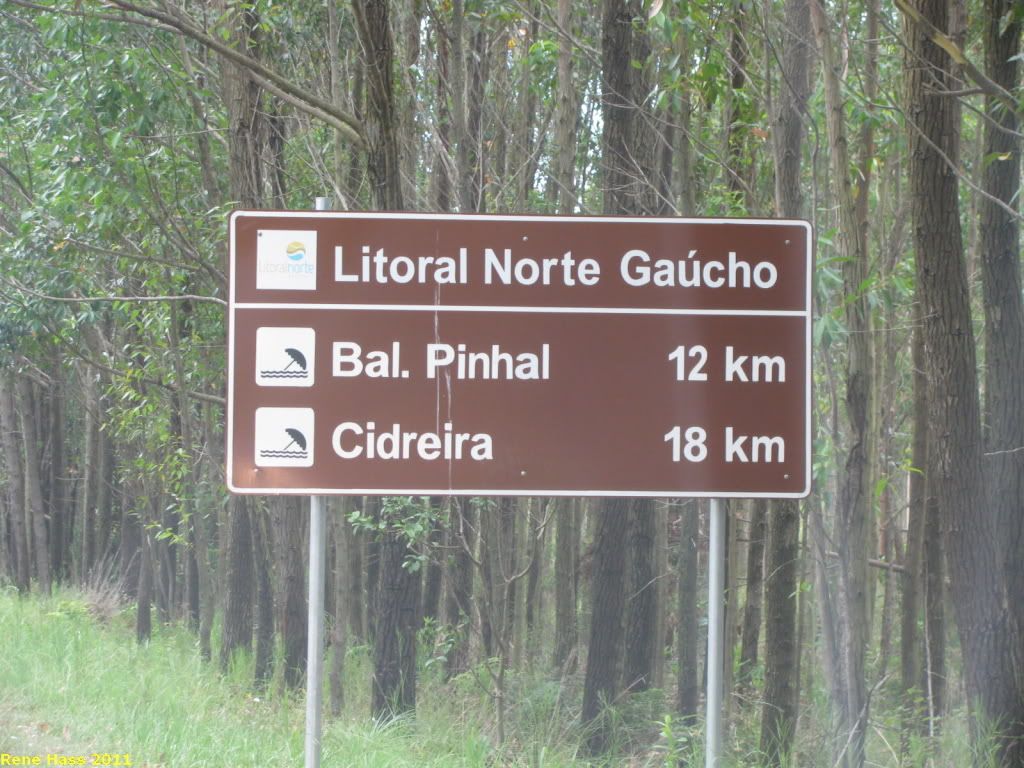 Litoralnorte
Litoral Norte Gaúcho
Bal. Pinhal 12 km
Cidreira 18 km
Rene Hass 2011